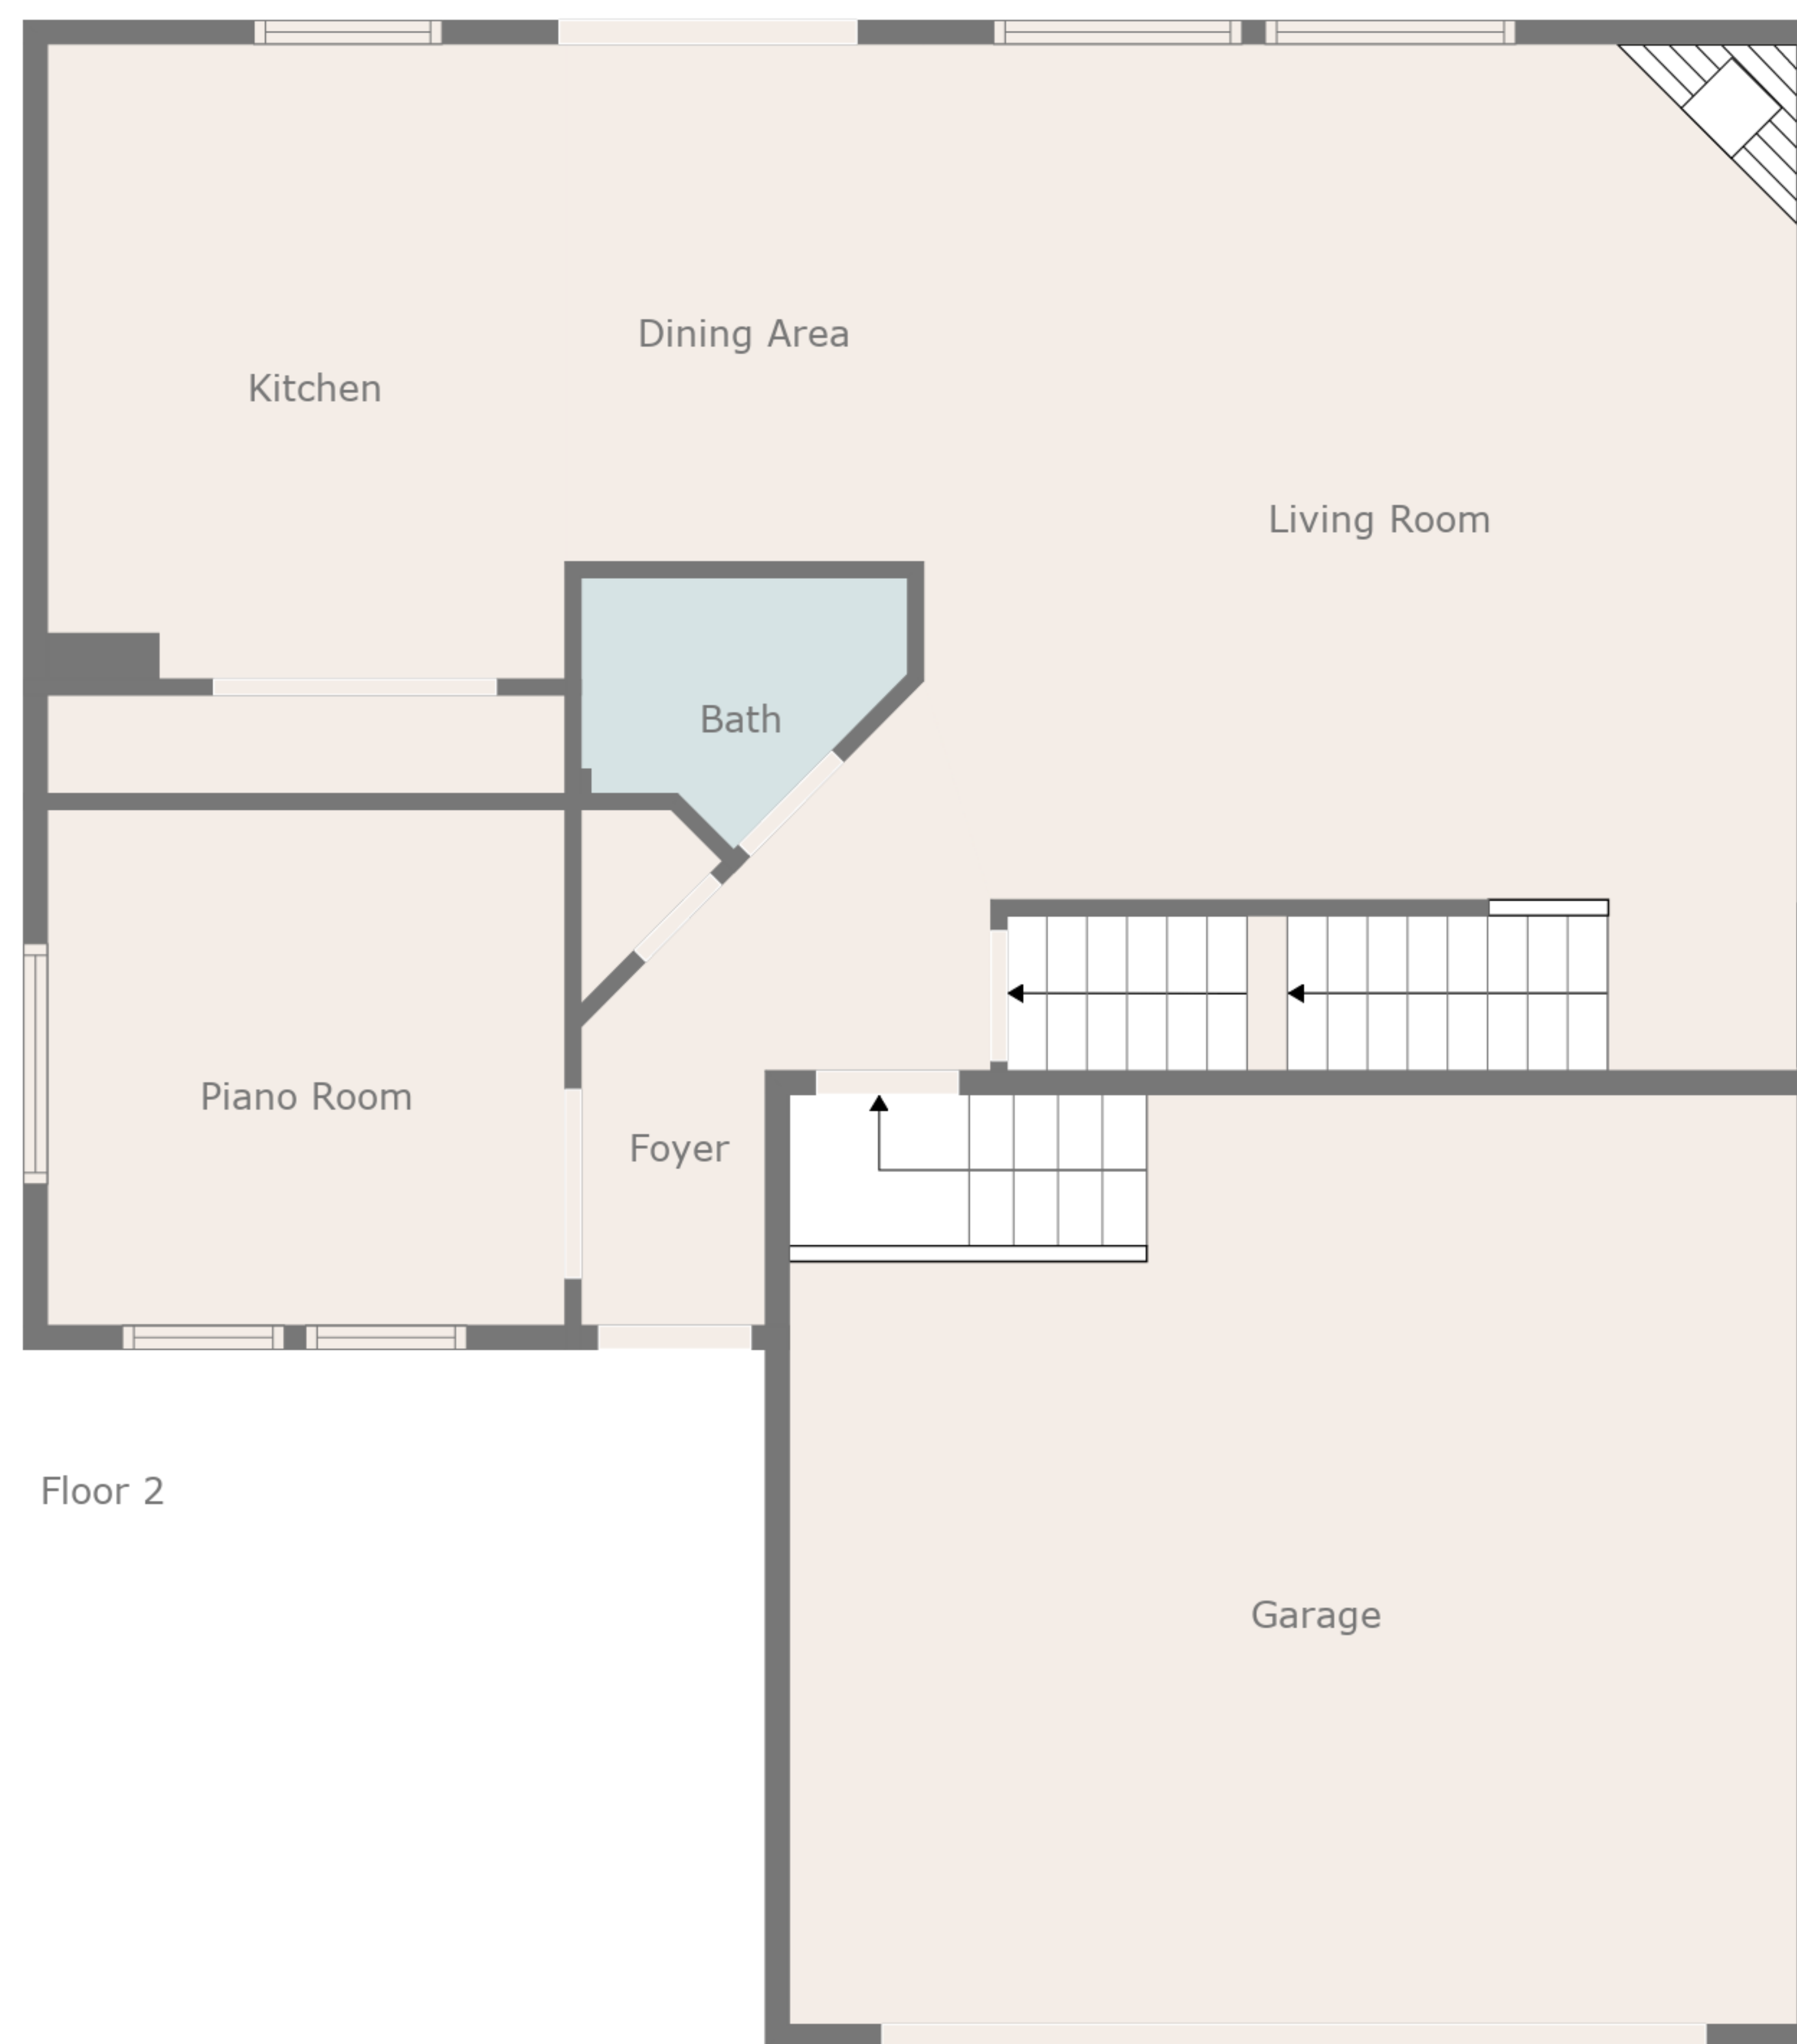 Dining Area
Kitchen
Living Room
Bath
Piano Room
Foyer
Floor 2
Garage